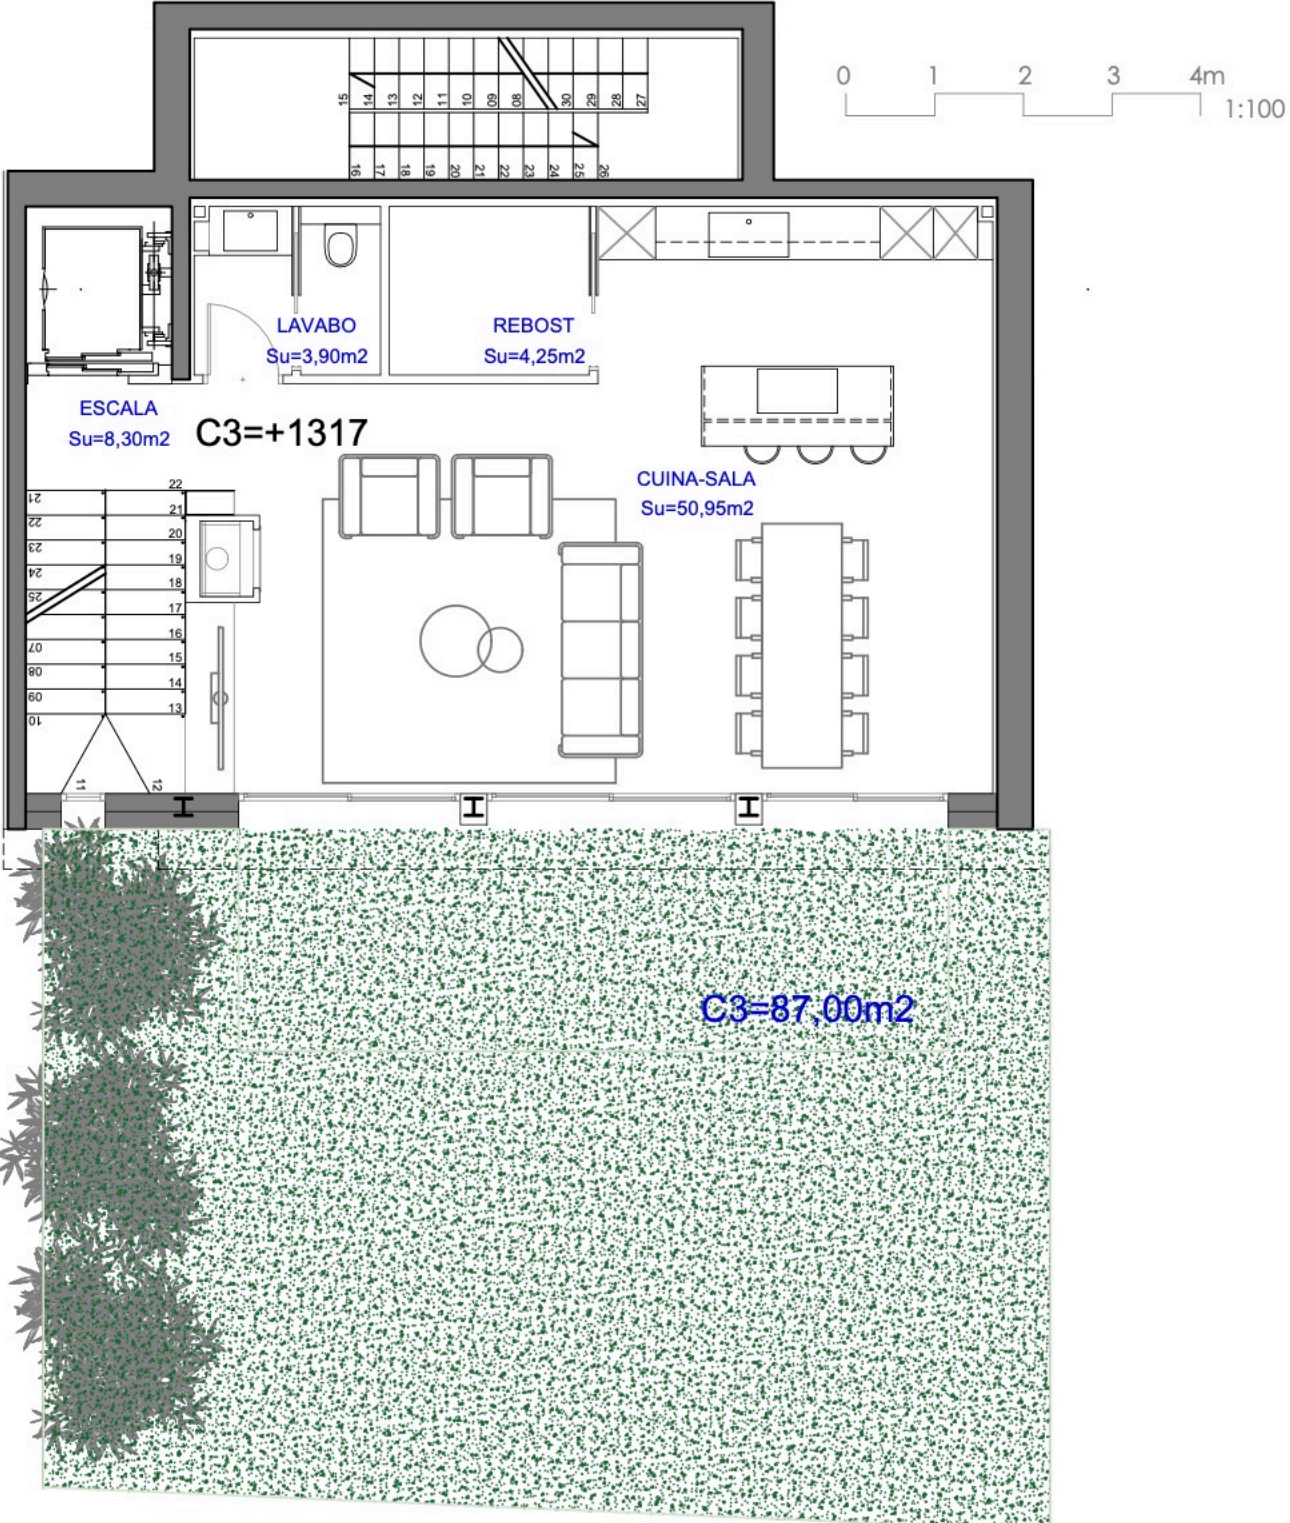 0 1 2 3 4m
1:100
15 14 13 12 11 10 09 08 30 29 28 27
16 17 18 19 20 21 22 23 24 25 26
LAVABO
Su=3,90m2
REBOST
Su=4,25m2
ESCALA
Su=8,30m2
C3=+1317
CUINA-SALA
Su=50,95m2
21 22
22 21
23 20
24 19
25 18
17
07 16
08 15
09 14
10 13
11 12
C3=87,00m2